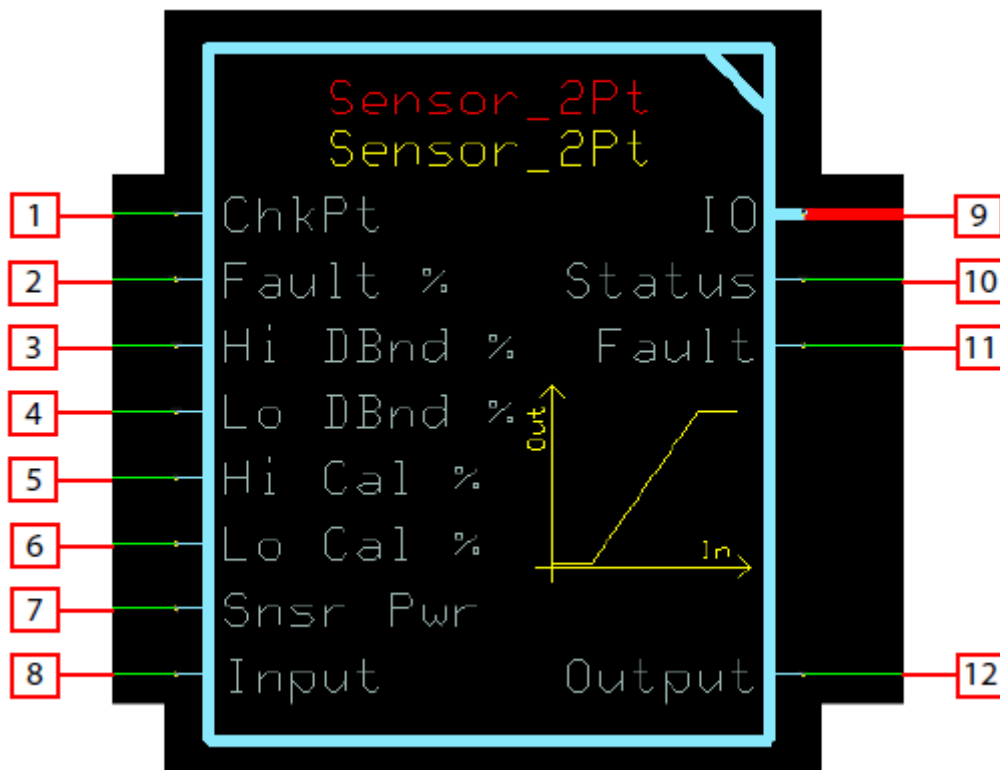 Sensor_2Pt
Sensor_2Pt
1 ChkPt IO 9
2 Fault % Status 10
3 Hi DBnd % Fault 11
4 Lo DBnd % Out
5 Hi Cal %
6 Lo Cal % In
7 Snsr Pwr
8 Input Output 12